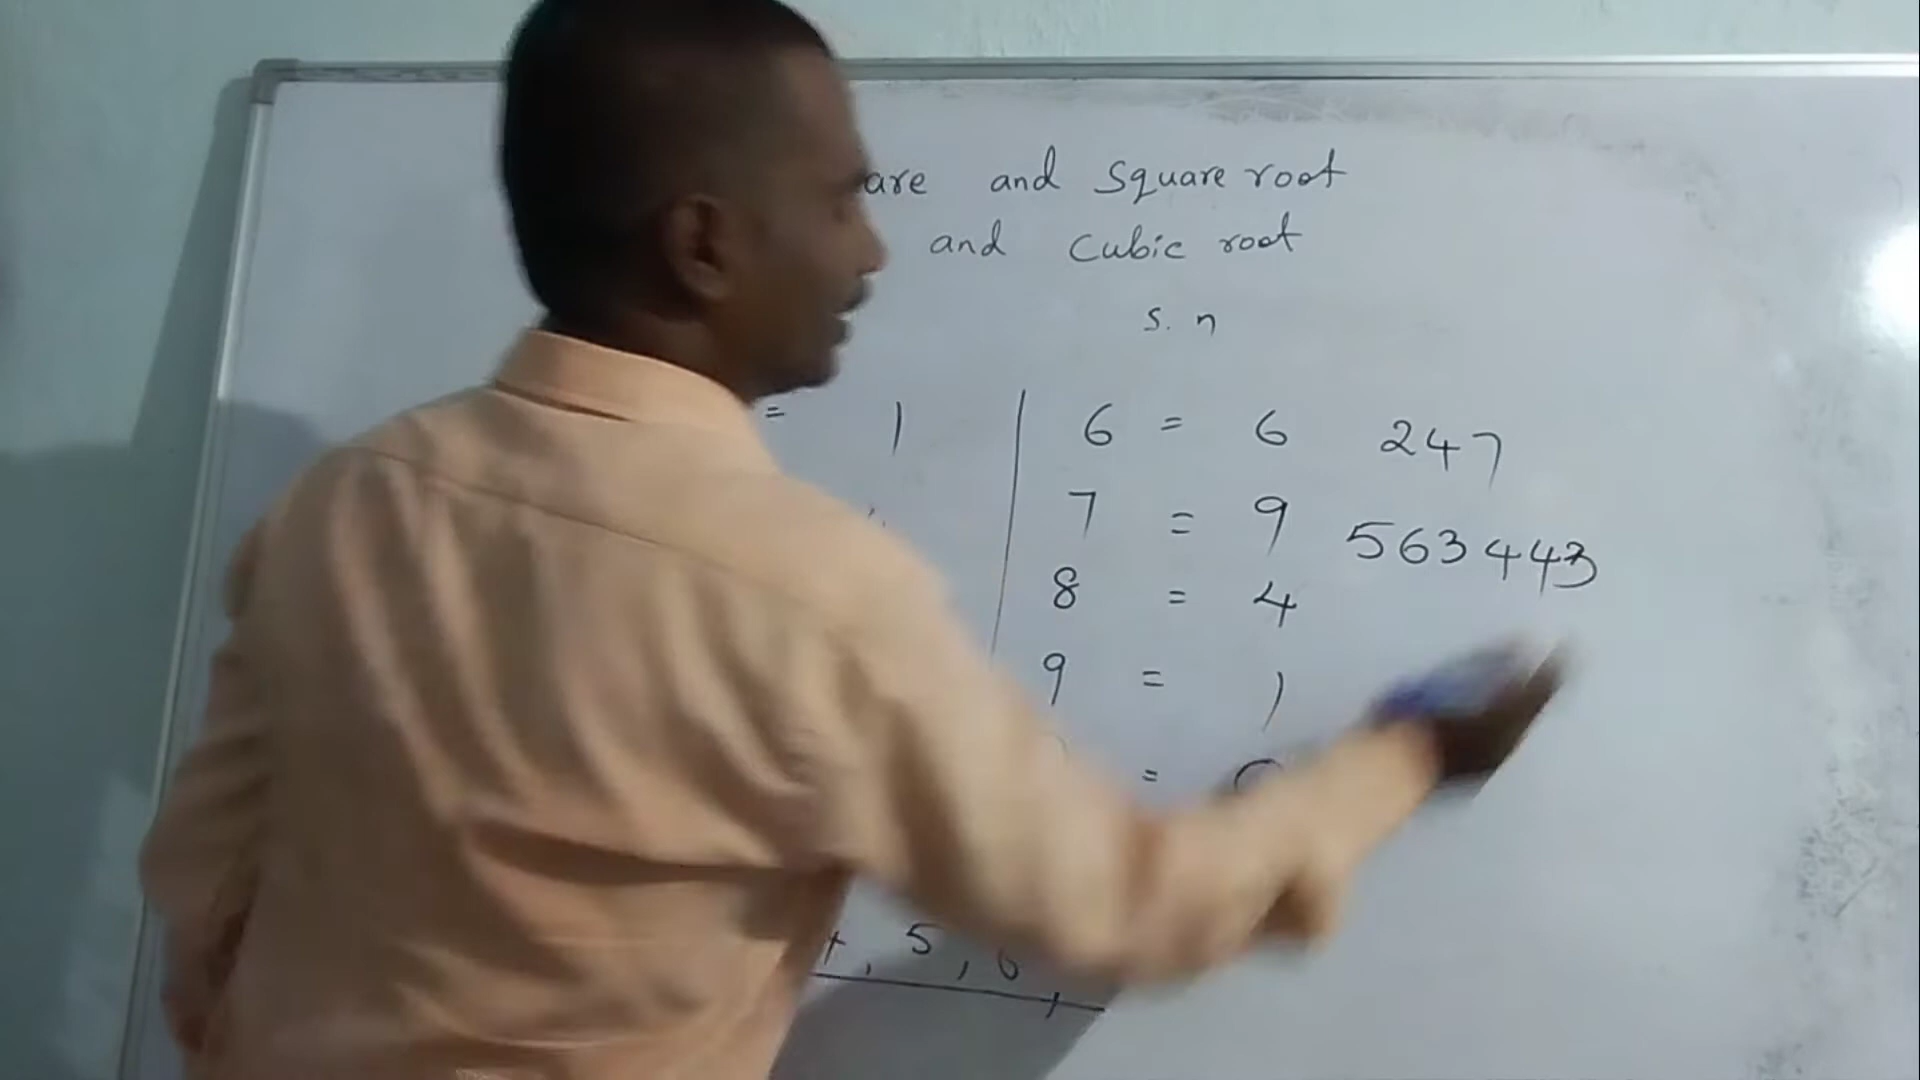 are and Square root
and Cubic root
S. n
= 1
6 = 6 247
7 = 9 563443
8 = 4
9 = 1
= 0
, 5, 6